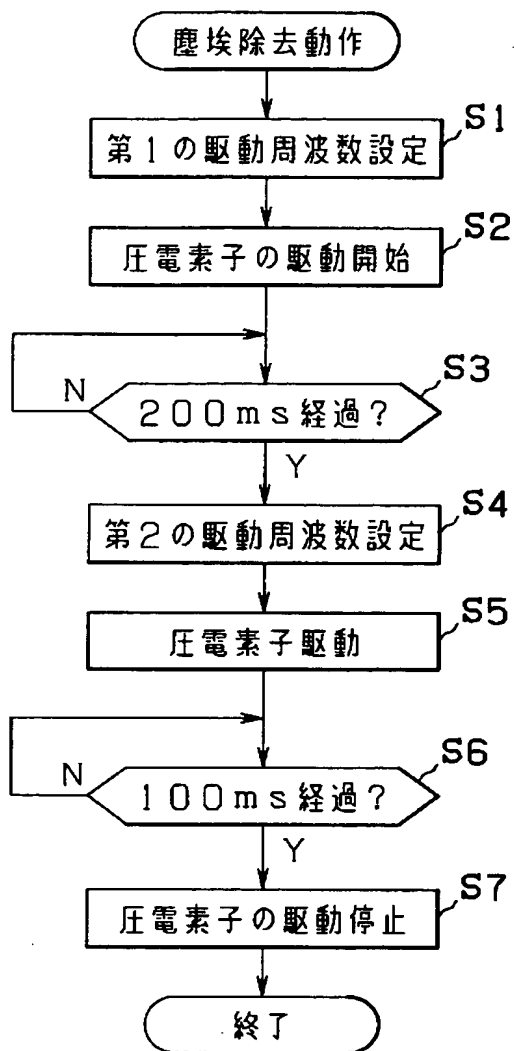 塵埃除去動作
S1
第1の駆動周波数設定
S2
圧電素子の駆動開始
S3
N
200ms経過?
Y
S4
第2の駆動周波数設定
S5
圧電素子駆動
S6
N
100ms経過?
Y
S7
圧電素子の駆動停止
終了